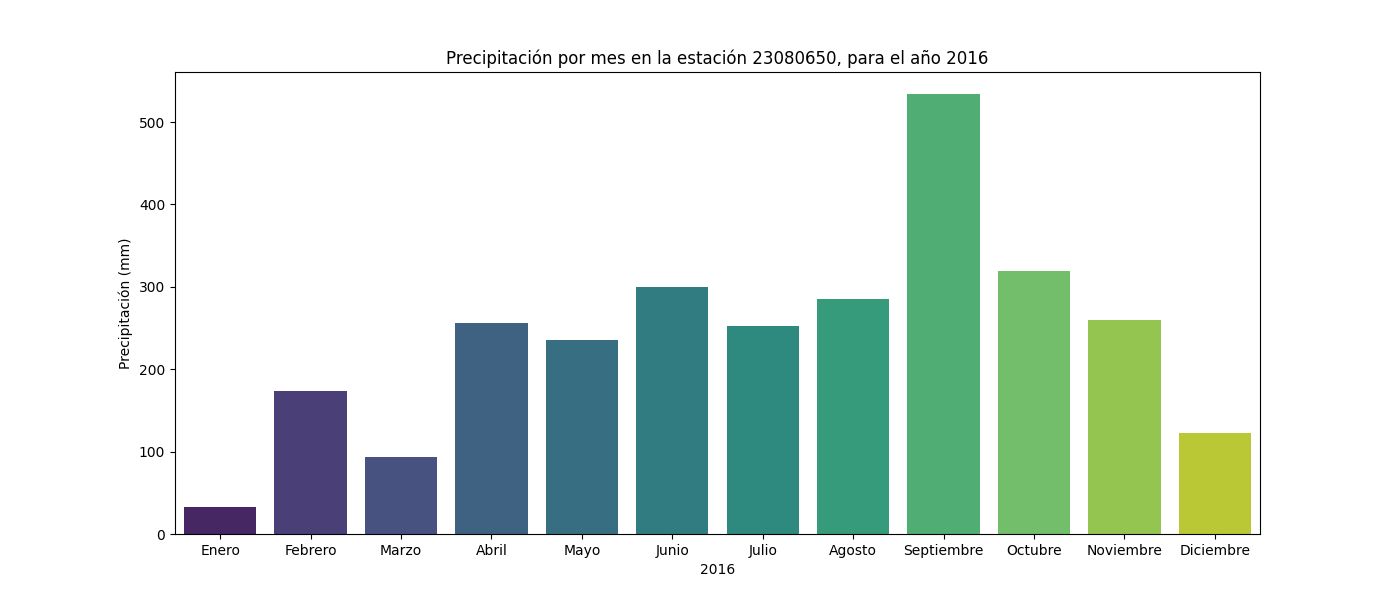 Precipitación por mes en la estación 23080650, para el año 2016
Precipitación (mm)
500
400
300
200
100
0
Enero Febrero Marzo Abril Mayo Junio Julio Agosto Septiembre Octubre Noviembre Diciembre
2016